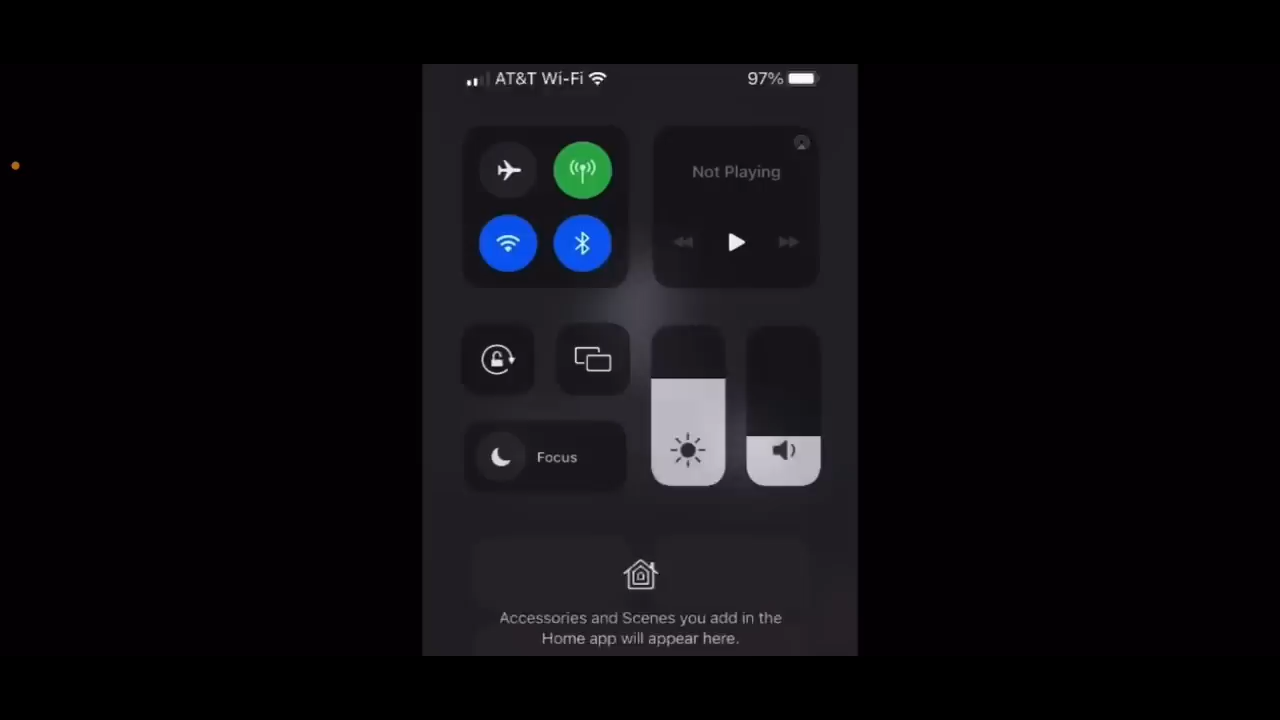 AT&T Wi-Fi 97%
Not Playing
Focus
Accessories and Scenes you add in the
Home app will appear here.